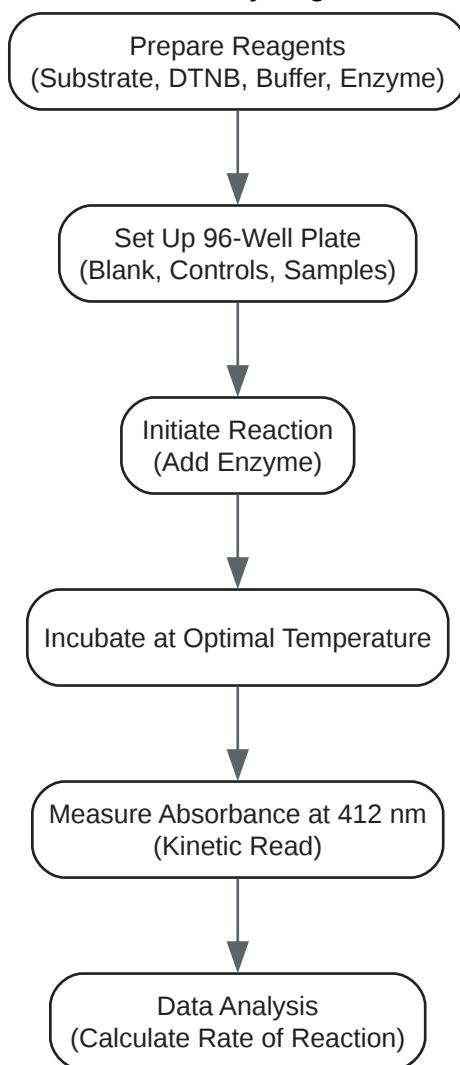 Prepare Reagents
(Substrate, DTNB, Buffer, Enzyme)
Set Up 96-Well Plate
(Blank, Controls, Samples)
Initiate Reaction
(Add Enzyme)
Incubate at Optimal Temperature
Measure Absorbance at 412 nm
(Kinetic Read)
Data Analysis
(Calculate Rate of Reaction)